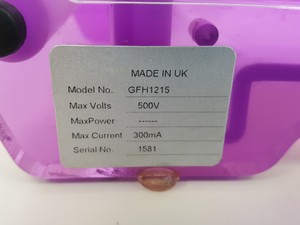 MADE IN UK
Model No. GFH1215
Max Volts 500V
MaxPower ------
Max Current 300mA
Serial No. 1581